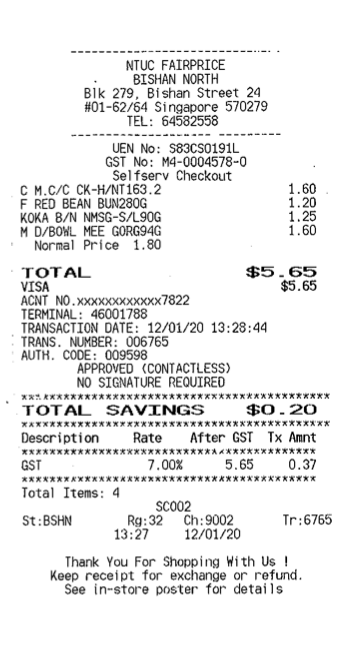 NTUC FAIRPRICE
BISHAN NORTH
Blk 279, Bishan Street 24
#01-62/64 Singapore 570279
TEL: 64582558
UEN No: S83CS0191L
GST No: M4-0004578-0
Selfserv Checkout
C M.C/C CK-H/NT163.2 1.60
F RED BEAN BUN280G 1.20
KOKA B/N NMSG-S/L90G 1.25
M D/BOWL MEE GORG94G 1.60
Normal Price 1.80
TOTAL $5.65
VISA $5.65
ACNT NO.xxxxxxxxxxxx7822
TERMINAL: 46001788
TRANSACTION DATE: 12/01/20 13:28:44
TRANS. NUMBER: 006765
AUTH. CODE: 009598
APPROVED (CONTACTLESS)
NO SIGNATURE REQUIRED
TOTAL SAVINGS $0.20
Description Rate After GST Tx Amnt
GST 7.00% 5.65 0.37
Total Items: 4
SCO02
St:BSHN Rg:32 Ch:9002 Tr:6765
13:27 12/01/20
Thank You For Shopping With Us !
Keep receipt for exchange or refund.
See in-store poster for details